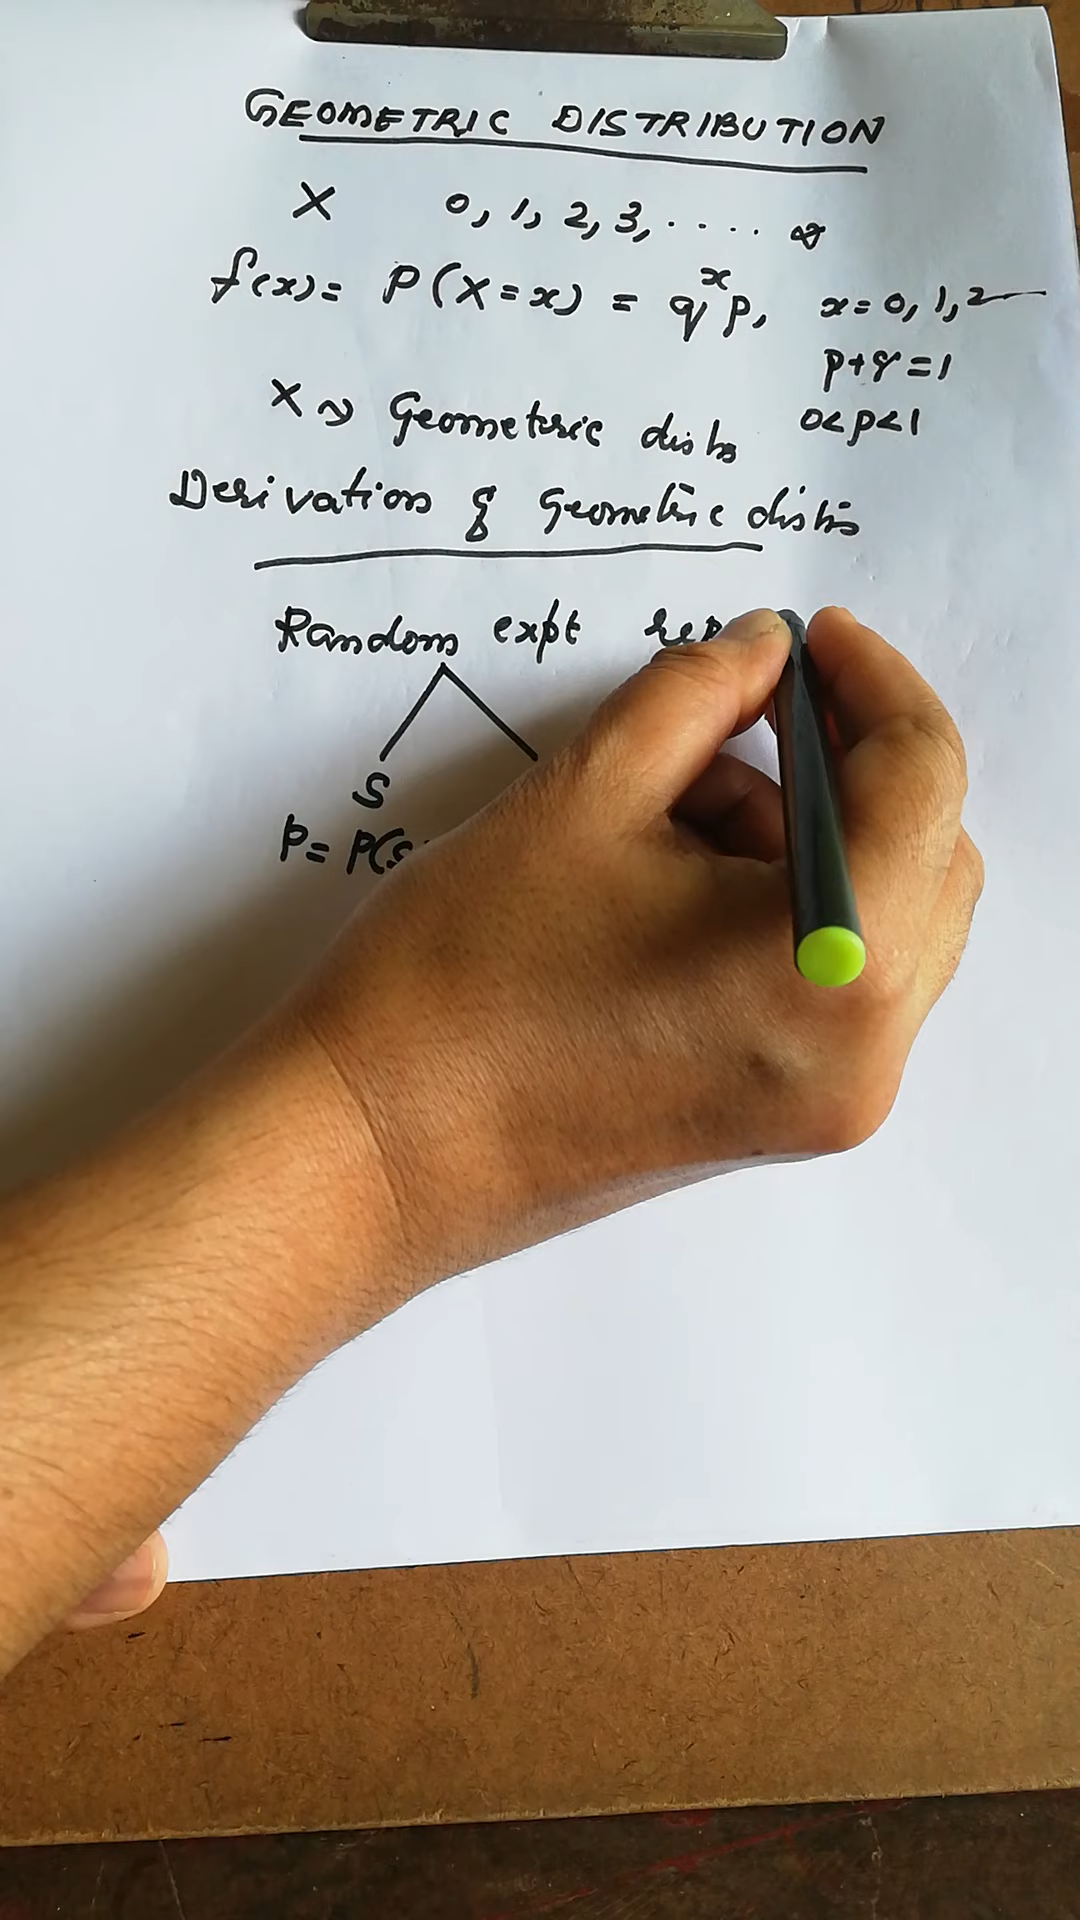 GEOMETRIC DISTRIBUTION
X 0, 1, 2, 3, ..... ∞
f(x) = P(X = x) = q^x p, x = 0, 1, 2—
p + q = 1
0 < p < 1
X ~ Geometric distn
Derivation of Geometric distn
Random expt rep
S
P = P(S